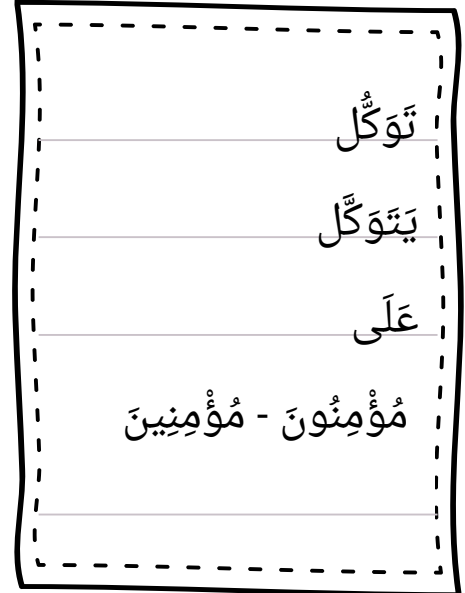 تَوَكُّل
يَتَوَكَّل
عَلَى
مُؤْمِنُونَ - مُؤْمِنِينَ